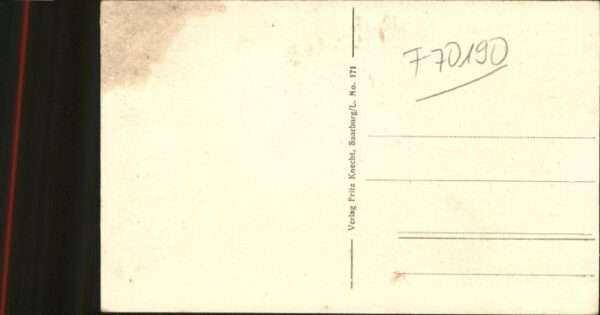 Verlag Fritz Knecht, Saarburg/L. No. 171
F70190